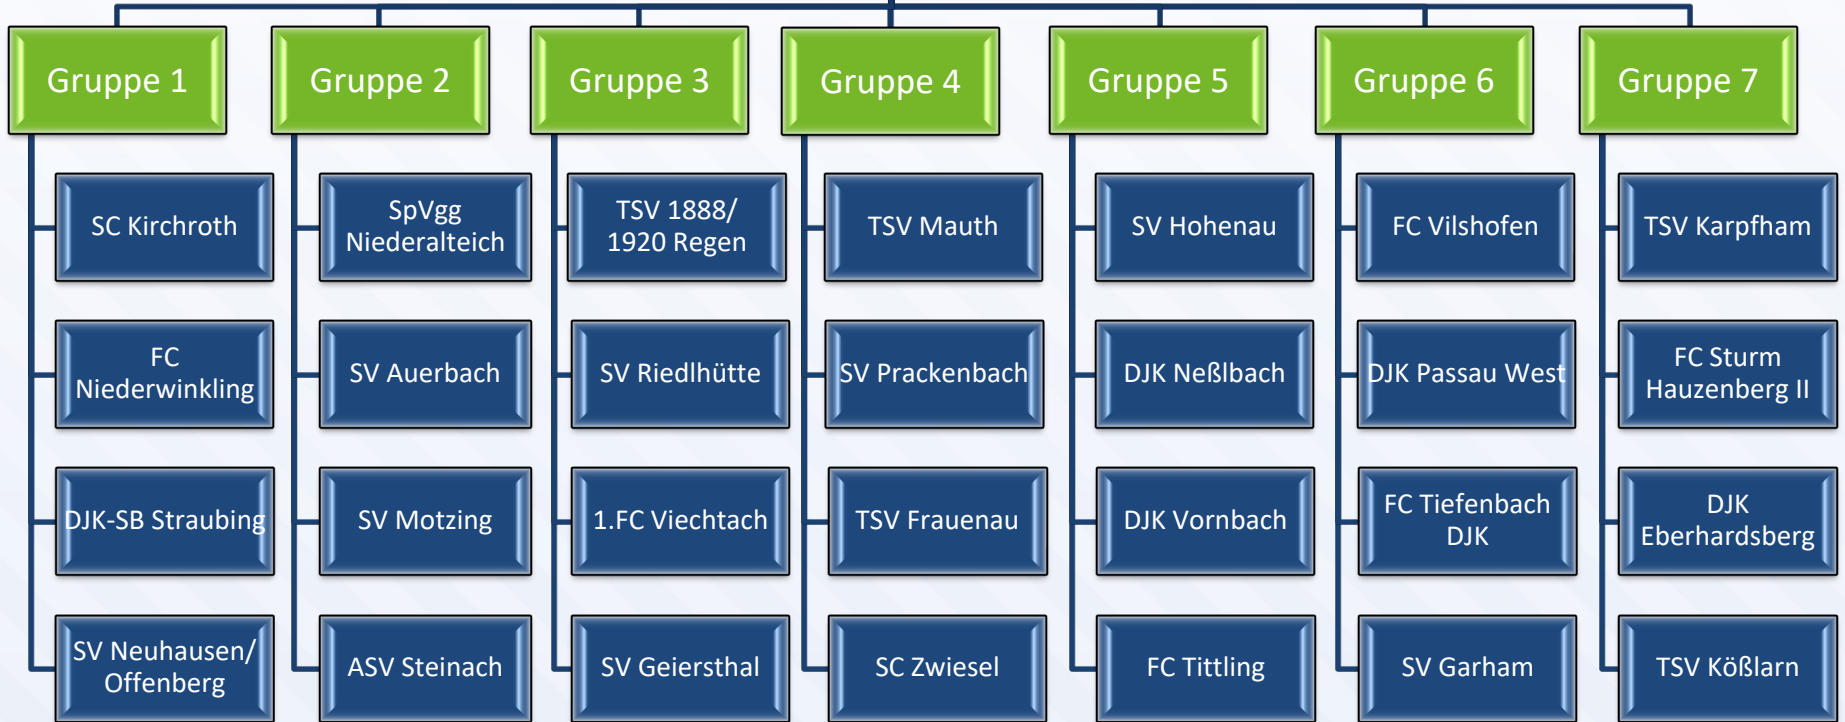 Gruppe 1
SC Kirchroth
FC
Niederwinkling
DJK-SB Straubing
SV Neuhausen/
Offenberg
Gruppe 2
SpVgg
Niederalteich
SV Auerbach
SV Motzing
ASV Steinach
Gruppe 3
TSV 1888/
1920 Regen
SV Riedlhütte
1.FC Viechtach
SV Geiersthal
Gruppe 4
TSV Mauth
SV Prackenbach
TSV Frauenau
SC Zwiesel
Gruppe 5
SV Hohenau
DJK Neßlbach
DJK Vornbach
FC Tittling
Gruppe 6
FC Vilshofen
DJK Passau West
FC Tiefenbach
DJK
SV Garham
Gruppe 7
TSV Karpfham
FC Sturm
Hauzenberg II
DJK
Eberhardsberg
TSV Kößlarn